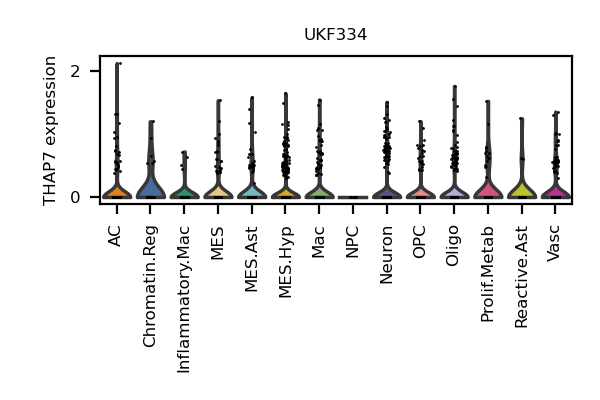 UKF334
THAP7 expression
2
0
AC
Chromatin.Reg
Inflammatory.Mac
MES
MES.Ast
MES.Hyp
Mac
NPC
Neuron
OPC
Oligo
Prolif.Metab
Reactive.Ast
Vasc